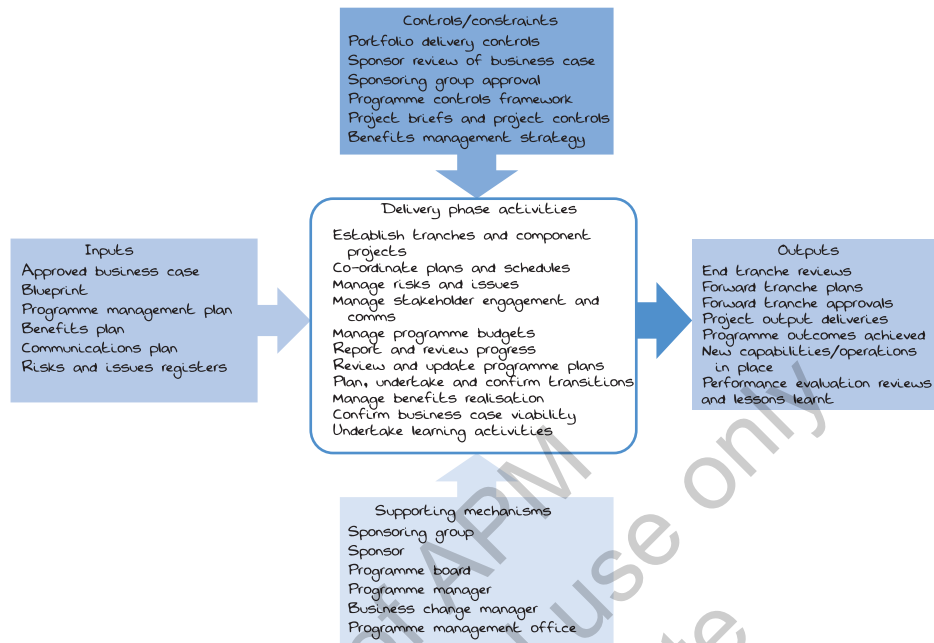 Controls/constraints
Portfolio delivery controls
Sponsor review of business case
Sponsoring group approval
Programme controls framework
Project briefs and project controls
Benefits management strategy
Inputs
Approved business case
Blueprint
Programme management plan
Benefits plan
Communications plan
Risks and issues registers
Delivery phase activities
Establish tranches and component
projects
Co-ordinate plans and schedules
Manage risks and issues
Manage stakeholder engagement and
comms
Manage programme budgets
Report and review progress
Review and update programme plans
Plan, undertake and confirm transitions
Manage benefits realisation
Confirm business case viability
Undertake learning activities
Outputs
End tranche reviews
Forward tranche plans
Forward tranche approvals
Project output deliveries
Programme outcomes achieved
New capabilities/operations
in place
Performance evaluation reviews
and lessons learnt
Supporting mechanisms
Sponsoring group
Sponsor
Programme board
Programme manager
Business change manager
Programme management office
of APM
use only